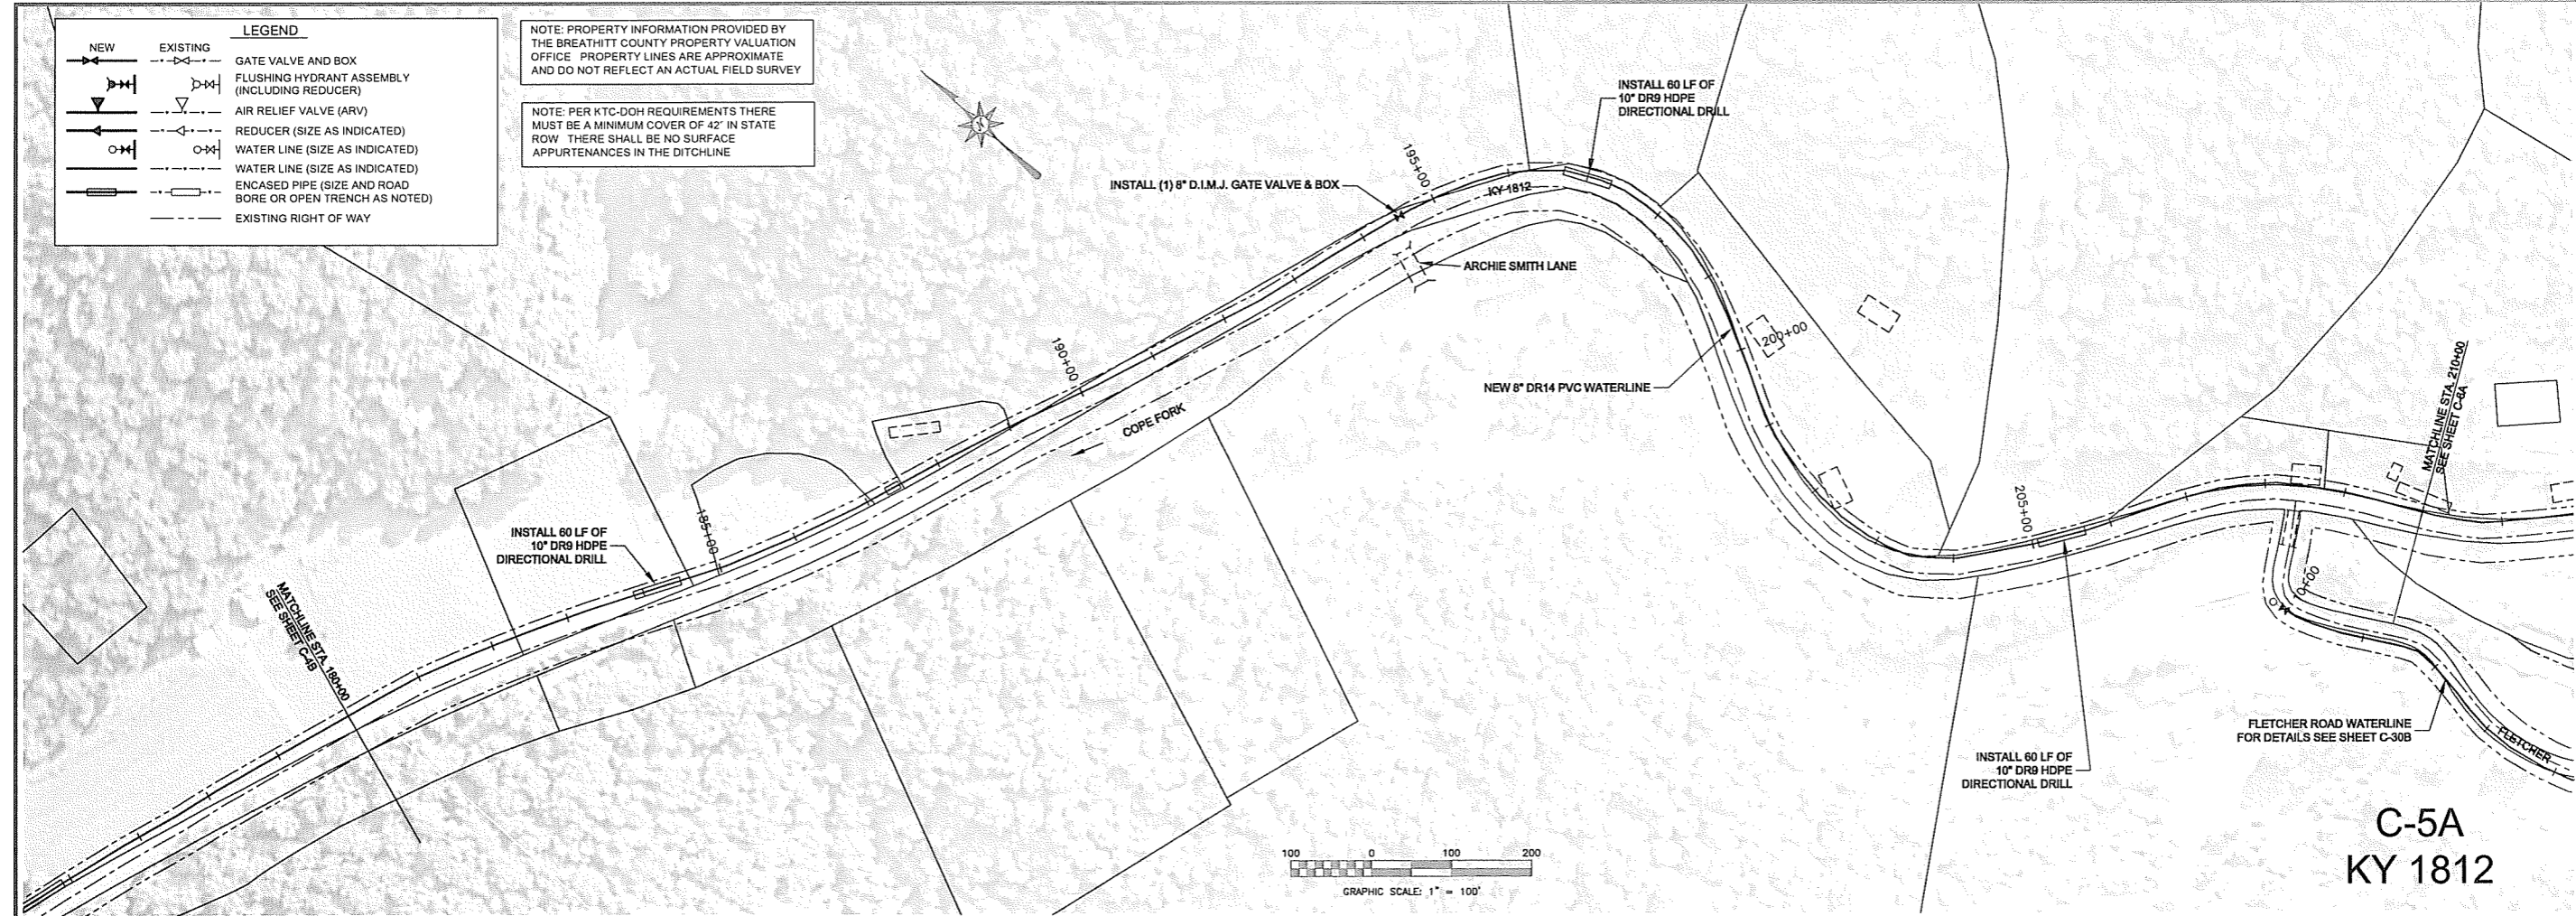 LEGEND
NEW EXISTING
GATE VALVE AND BOX
FLUSHING HYDRANT ASSEMBLY
(INCLUDING REDUCER)
AIR RELIEF VALVE (ARV)
REDUCER (SIZE AS INDICATED)
WATER LINE (SIZE AS INDICATED)
WATER LINE (SIZE AS INDICATED)
ENCASED PIPE (SIZE AND ROAD
BORE OR OPEN TRENCH AS NOTED)
EXISTING RIGHT OF WAY
NOTE: PROPERTY INFORMATION PROVIDED BY
THE BREATHITT COUNTY PROPERTY VALUATION
OFFICE PROPERTY LINES ARE APPROXIMATE
AND DO NOT REFLECT AN ACTUAL FIELD SURVEY
NOTE: PER KTC-DOH REQUIREMENTS THERE
MUST BE A MINIMUM COVER OF 42" IN STATE
ROW THERE SHALL BE NO SURFACE
APPURTENANCES IN THE DITCHLINE
N
INSTALL 60 LF OF
10" DR9 HDPE
DIRECTIONAL DRILL
195+00
INSTALL (1) 8" D.I.M.J. GATE VALVE & BOX
KY 1812
ARCHIE SMITH LANE
190+00
200+00
NEW 8" DR14 PVC WATERLINE
COPE FORK
MATCHLINE STA. 210+00
SEE SHEET C-6A
185+00
205+00
INSTALL 60 LF OF
10" DR9 HDPE
DIRECTIONAL DRILL
MATCHLINE STA. 180+00
SEE SHEET C-4B
0+00
FLETCHER ROAD WATERLINE
FOR DETAILS SEE SHEET C-30B
FLETCHER
INSTALL 60 LF OF
10" DR9 HDPE
DIRECTIONAL DRILL
100 0 100 200
GRAPHIC SCALE: 1" = 100'
C-5A
KY 1812